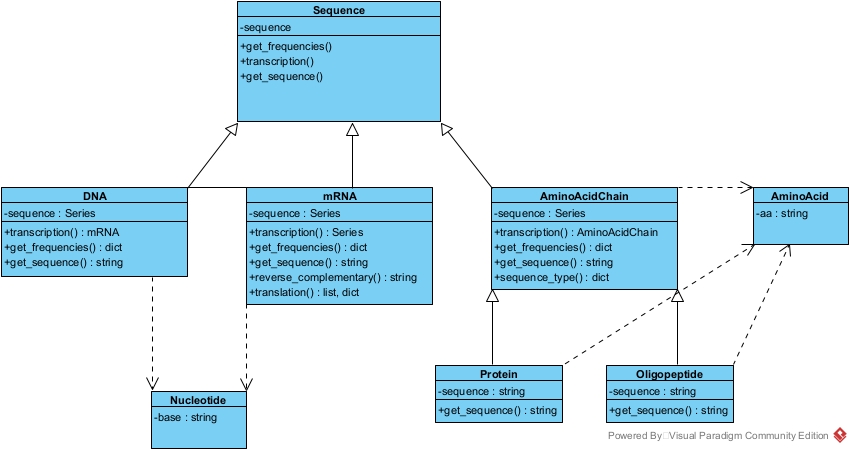 Sequence
-sequence
+get_frequencies()
+transcription()
+get_sequence()
DNA
-sequence : Series
+transcription() : mRNA
+get_frequencies() : dict
+get_sequence() : string
mRNA
-sequence : Series
+transcription() : Series
+get_frequencies() : dict
+get_sequence() : string
+reverse_complementary() : string
+translation() : list, dict
AminoAcidChain
-sequence : Series
+transcription() : AminoAcidChain
+get_frequencies() : dict
+get_sequence() : string
+sequence_type() : dict
AminoAcid
-aa : string
Nucleotide
-base : string
Protein
-sequence : string
+get_sequence() : string
Oligopeptide
-sequence : string
+get_sequence() : string
Powered By Visual Paradigm Community Edition